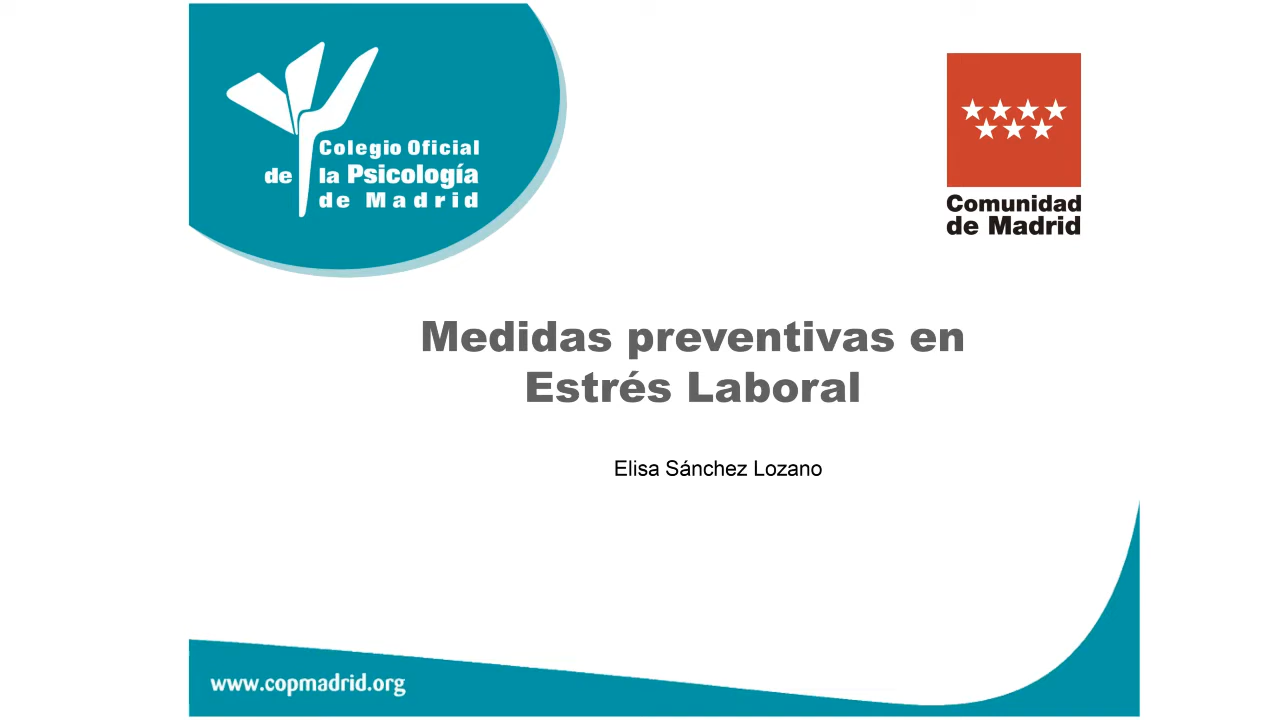 Colegio Oficial
de la Psicología
de Madrid
Comunidad
de Madrid
Medidas preventivas en
Estrés Laboral
Elisa Sánchez Lozano
www.copmadrid.org